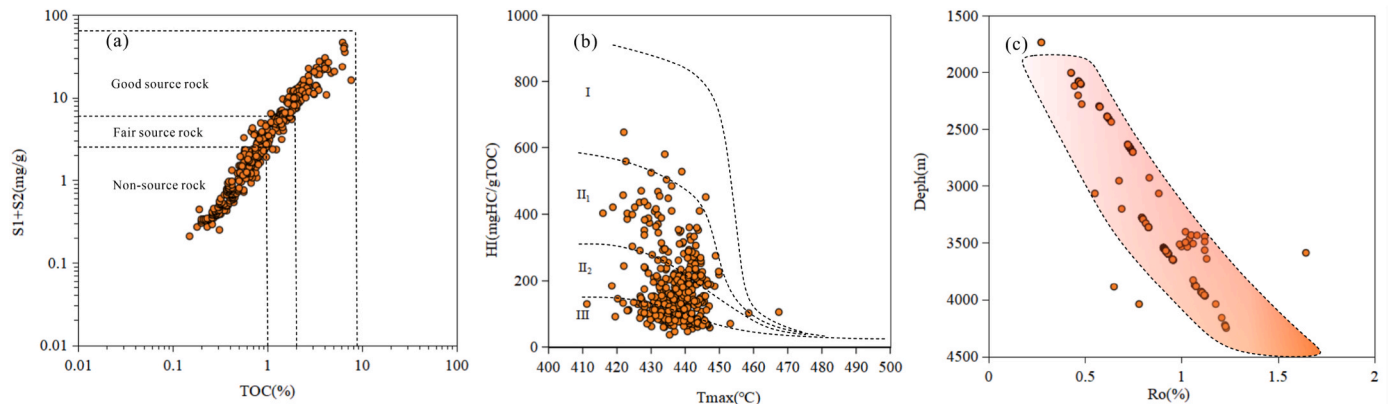 (a)
Good source rock
Fair source rock
Non-source rock
S1+S2(mg/g)
100
10
1
0.1
0.01
0.01
0.1
1
10
100
TOC(%)
(b)
I
II₁
II₂
III
HI(mgHC/gTOC)
1000
800
600
400
200
0
400
410
420
430
440
450
460
470
480
490
500
Tmax(℃)
(c)
Deph(m)
1500
2000
2500
3000
3500
4000
4500
0
0.5
1
1.5
2
Ro(%)